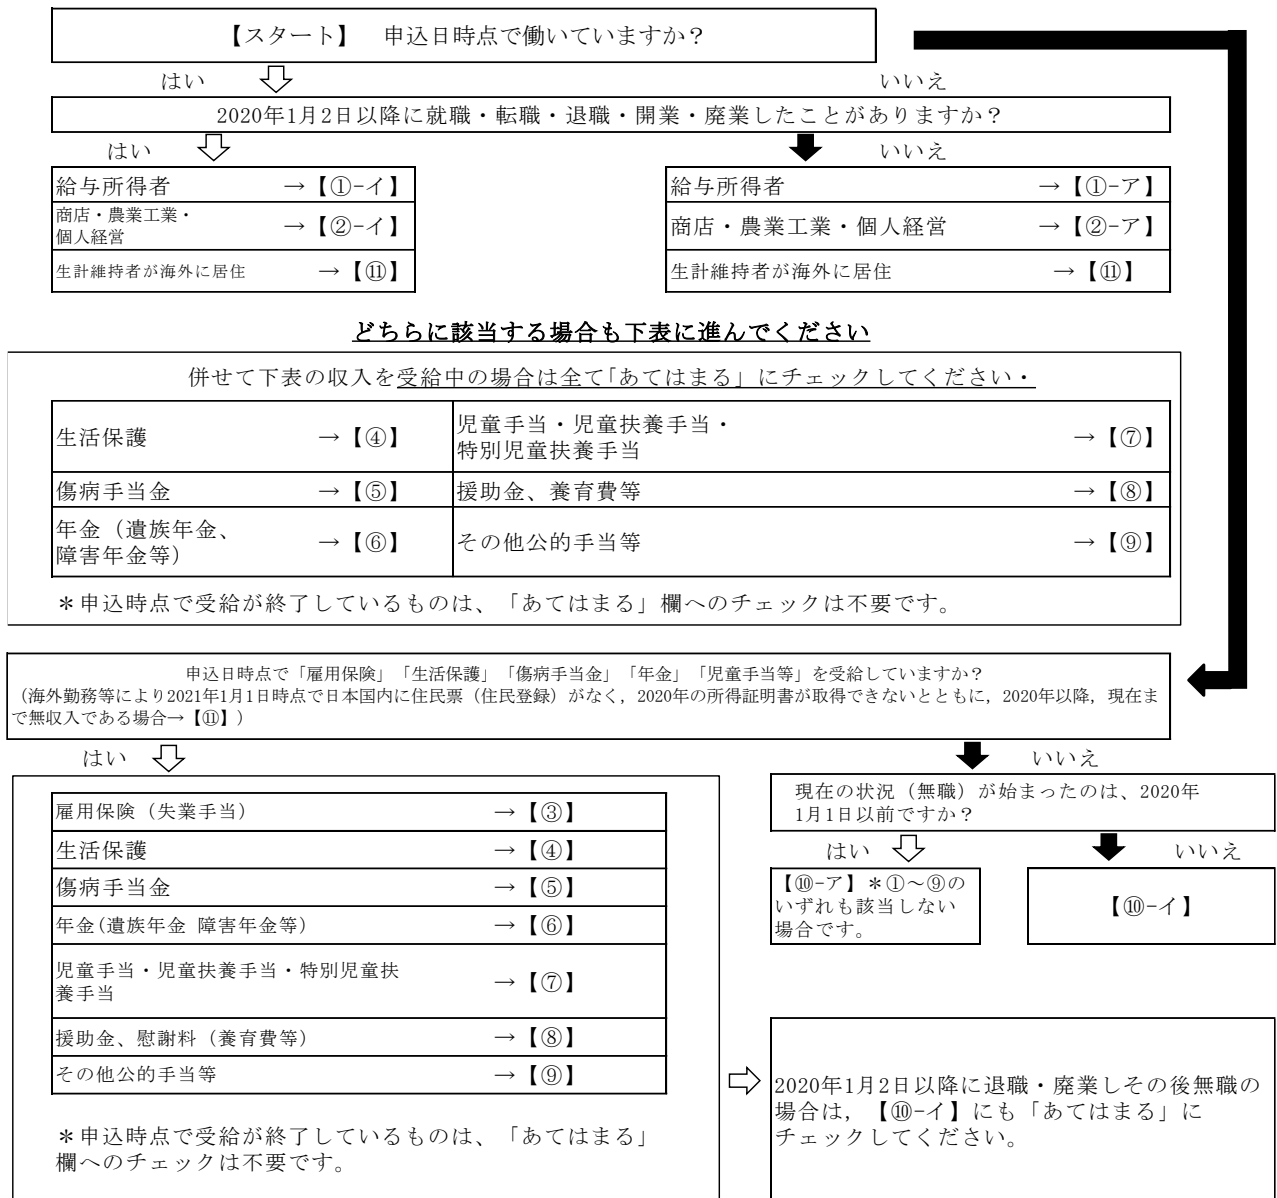 【スタート】 申込日時点で働いていますか？
はい
いいえ
2020年1月2日以降に就職・転職・退職・開業・廃業したことがありますか？
はい
いいえ
給与所得者 →【①-イ】
商店・農業工業・
個人経営 →【②-イ】
生計維持者が海外に居住 →【⑪】
給与所得者 →【①-ア】
商店・農業工業・個人経営 →【②-ア】
生計維持者が海外に居住 →【⑪】
どちらに該当する場合も下表に進んでください
併せて下表の収入を受給中の場合は全て「あてはまる」にチェックしてください・
生活保護 →【④】
児童手当・児童扶養手当・
特別児童扶養手当 →【⑦】
傷病手当金 →【⑤】
援助金、養育費等 →【⑧】
年金（遺族年金、
障害年金等） →【⑥】
その他公的手当等 →【⑨】
＊申込時点で受給が終了しているものは、「あてはまる」欄へのチェックは不要です。
申込日時点で「雇用保険」「生活保護」「傷病手当金」「年金」「児童手当等」を受給していますか？
（海外勤務等により2021年1月1日時点で日本国内に住民票（住民登録）がなく，2020年の所得証明書が取得できないとともに，2020年以降，現在ま
で無収入である場合→【⑪】）
はい
いいえ
雇用保険（失業手当） →【③】
生活保護 →【④】
傷病手当金 →【⑤】
年金(遺族年金 障害年金等） →【⑥】
児童手当・児童扶養手当・特別児童扶
養手当 →【⑦】
援助金、慰謝料（養育費等） →【⑧】
その他公的手当等 →【⑨】
＊申込時点で受給が終了しているものは、「あてはまる」
欄へのチェックは不要です。
現在の状況（無職）が始まったのは、2020年
1月1日以前ですか？
はい
いいえ
【⑩-ア】＊①～⑨の
いずれも該当しない
場合です。
【⑩-イ】
2020年1月2日以降に退職・廃業しその後無職の
場合は，【⑩-イ】にも「あてはまる」に
チェックしてください。